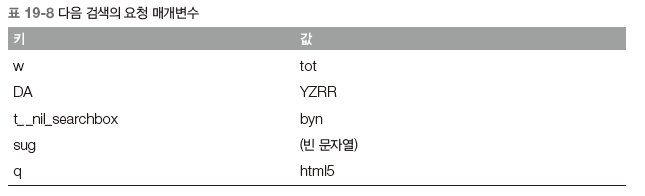 표 19-8 다음 검색의 요청 매개변수
키 값
w tot
DA YZRR
t__nil_searchbox byn
sug (빈 문자열)
q html5